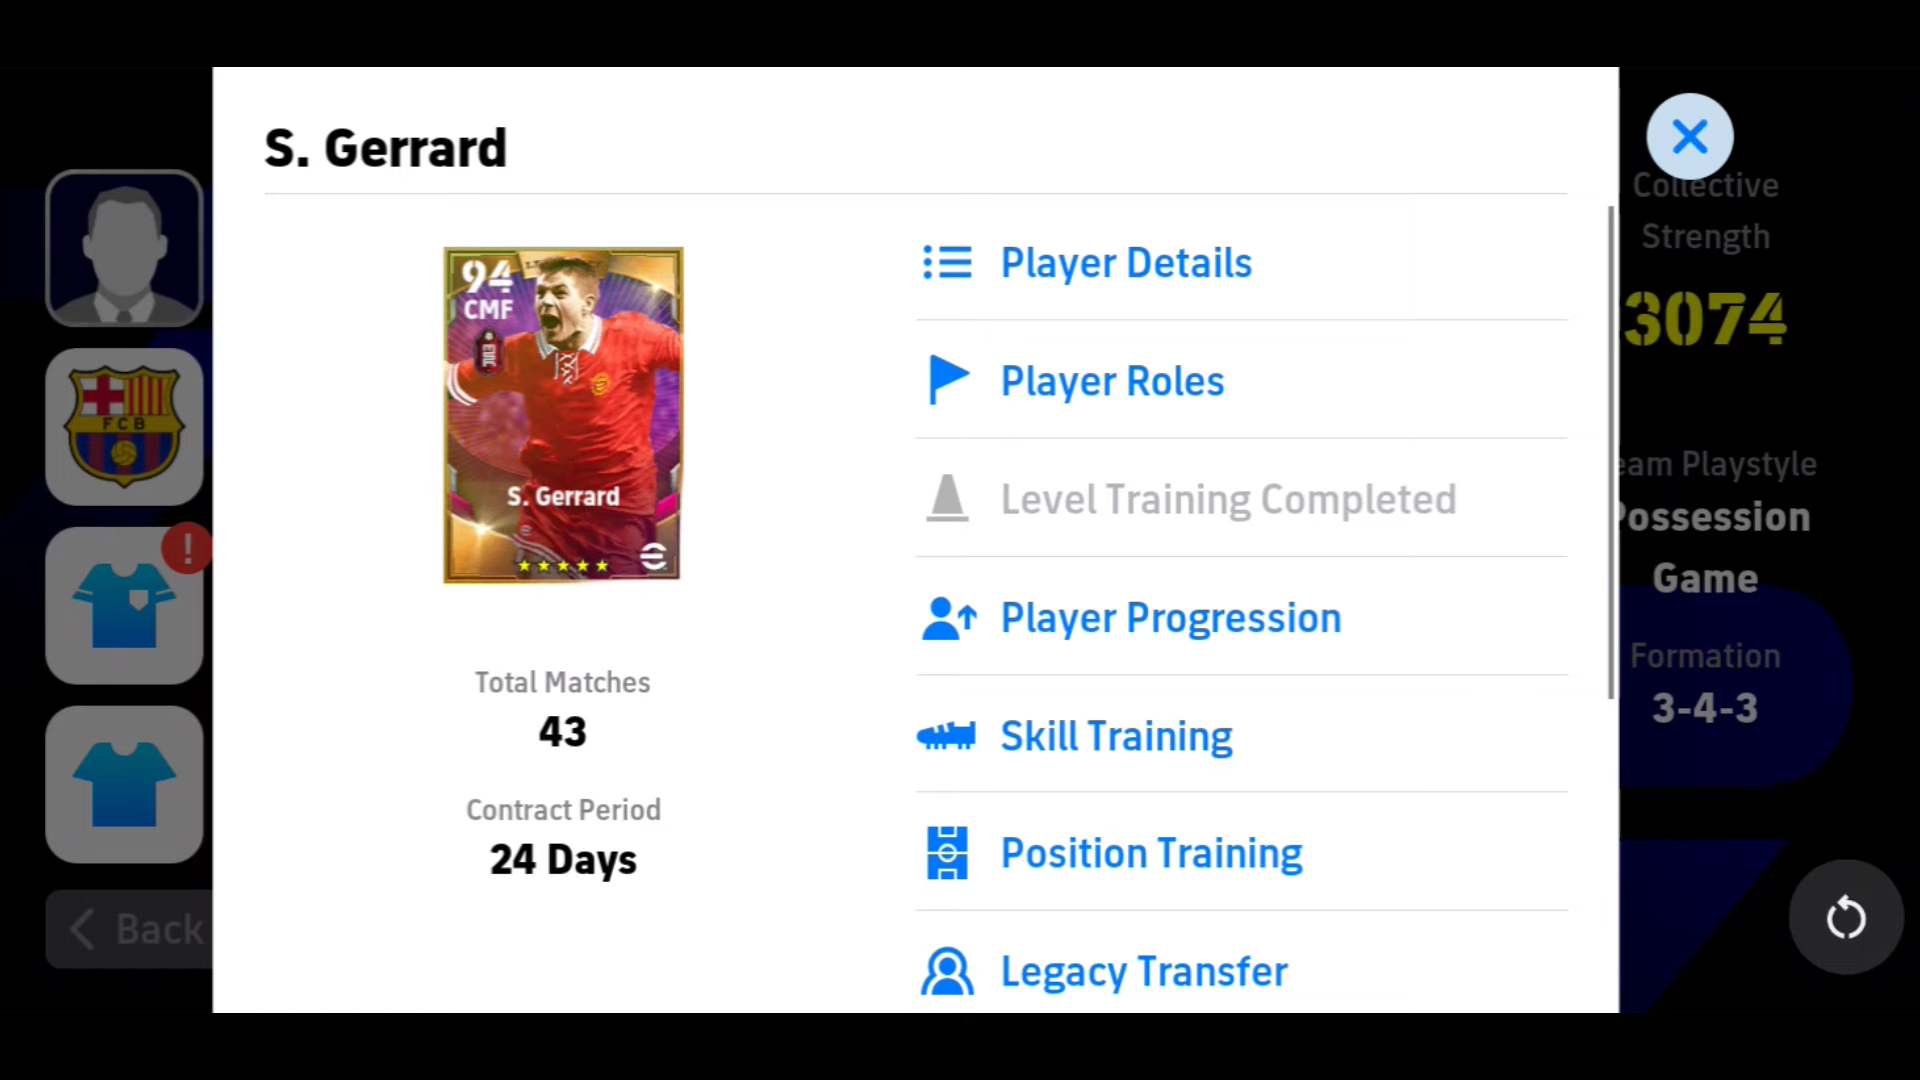 S. Gerrard
94
CMF
S. Gerrard
Total Matches
43
Contract Period
24 Days
Player Details
Player Roles
Level Training Completed
Player Progression
Skill Training
Position Training
Legacy Transfer
Collective
Strength
3074
eam Playstyle
Possession
Game
Formation
3-4-3
FCB
!
Back